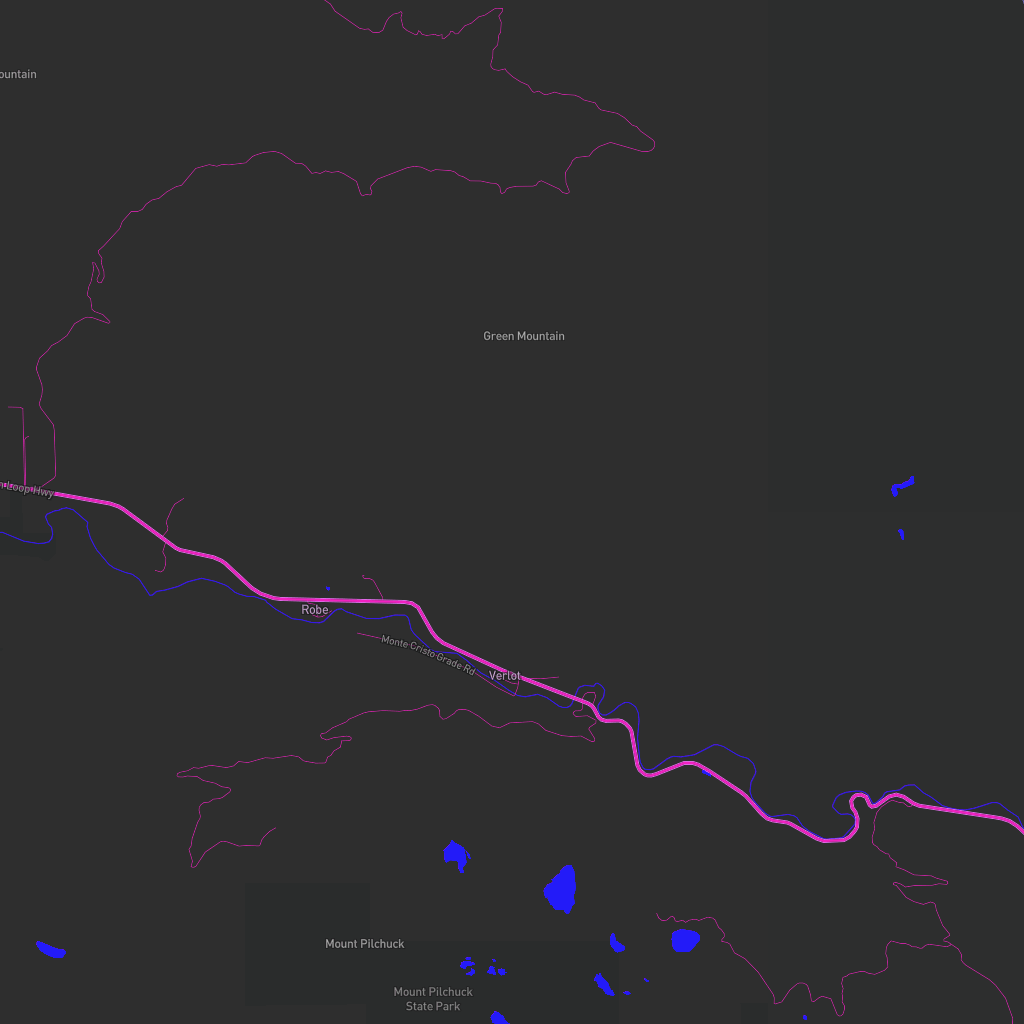 ountain
Green Mountain
n Loop Hwy
Robe
Monte Cristo Grade Rd
Verlot
Mount Pilchuck
Mount Pilchuck
State Park